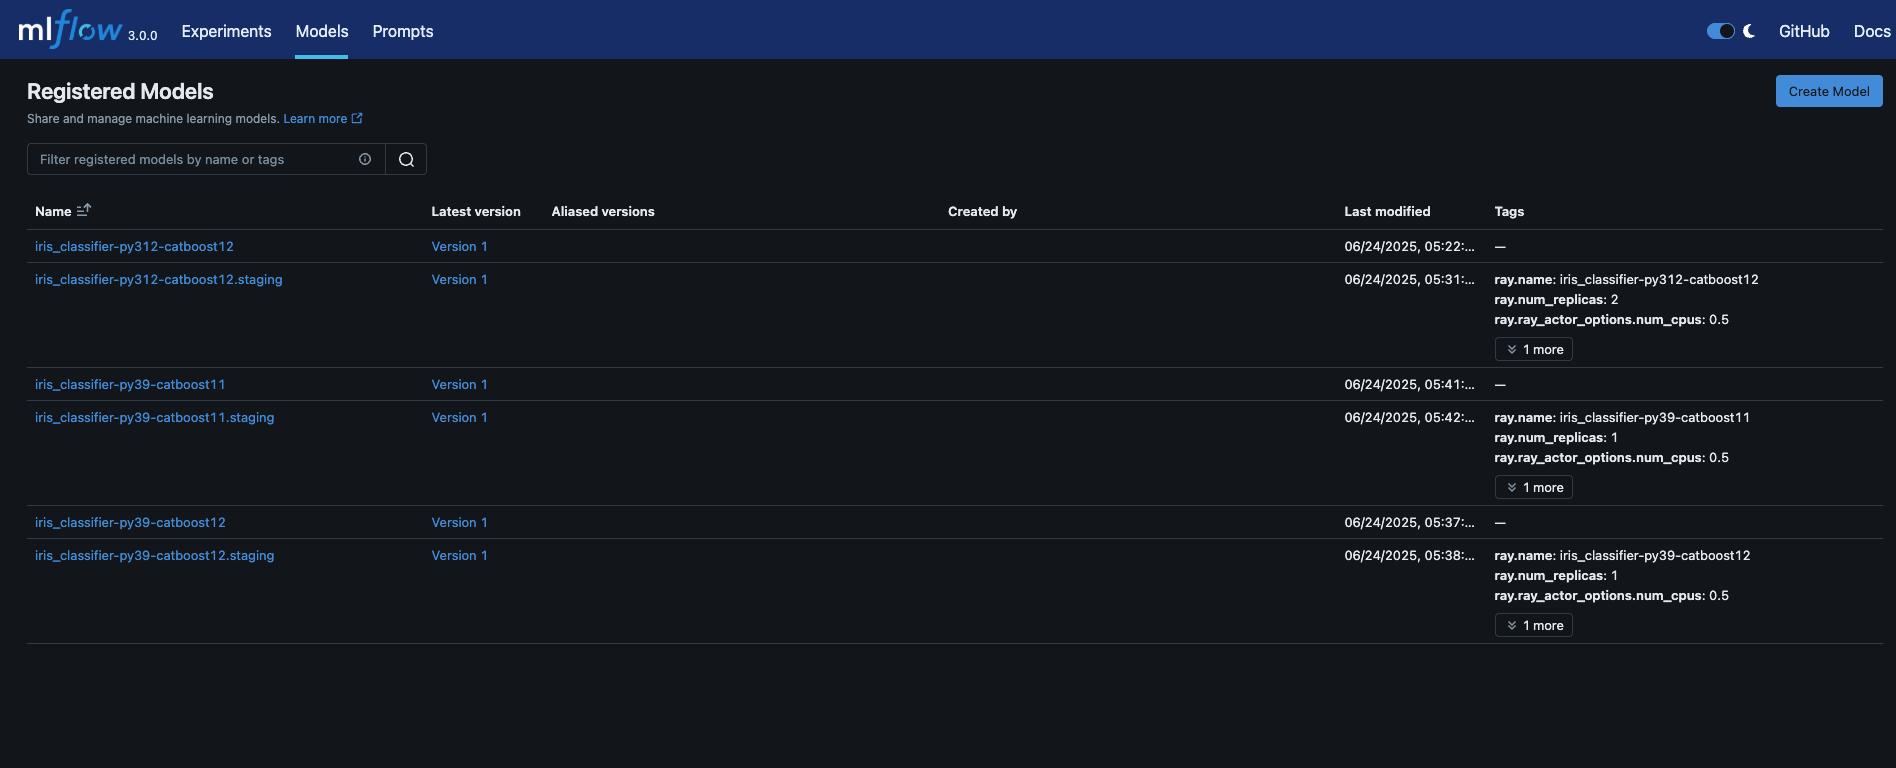 mlflow 3.0.0 Experiments Models Prompts GitHub Docs
Registered Models Create Model
Share and manage machine learning models. Learn more
Filter registered models by name or tags
Name Latest version Aliased versions Created by Last modified Tags
iris_classifier-py312-catboost12 Version 1 06/24/2025, 05:22:... —
iris_classifier-py312-catboost12.staging Version 1 06/24/2025, 05:31:... ray.name: iris_classifier-py312-catboost12
ray.num_replicas: 2
ray.ray_actor_options.num_cpus: 0.5
1 more
iris_classifier-py39-catboost11 Version 1 06/24/2025, 05:41:... —
iris_classifier-py39-catboost11.staging Version 1 06/24/2025, 05:42:... ray.name: iris_classifier-py39-catboost11
ray.num_replicas: 1
ray.ray_actor_options.num_cpus: 0.5
1 more
iris_classifier-py39-catboost12 Version 1 06/24/2025, 05:37:... —
iris_classifier-py39-catboost12.staging Version 1 06/24/2025, 05:38:... ray.name: iris_classifier-py39-catboost12
ray.num_replicas: 1
ray.ray_actor_options.num_cpus: 0.5
1 more